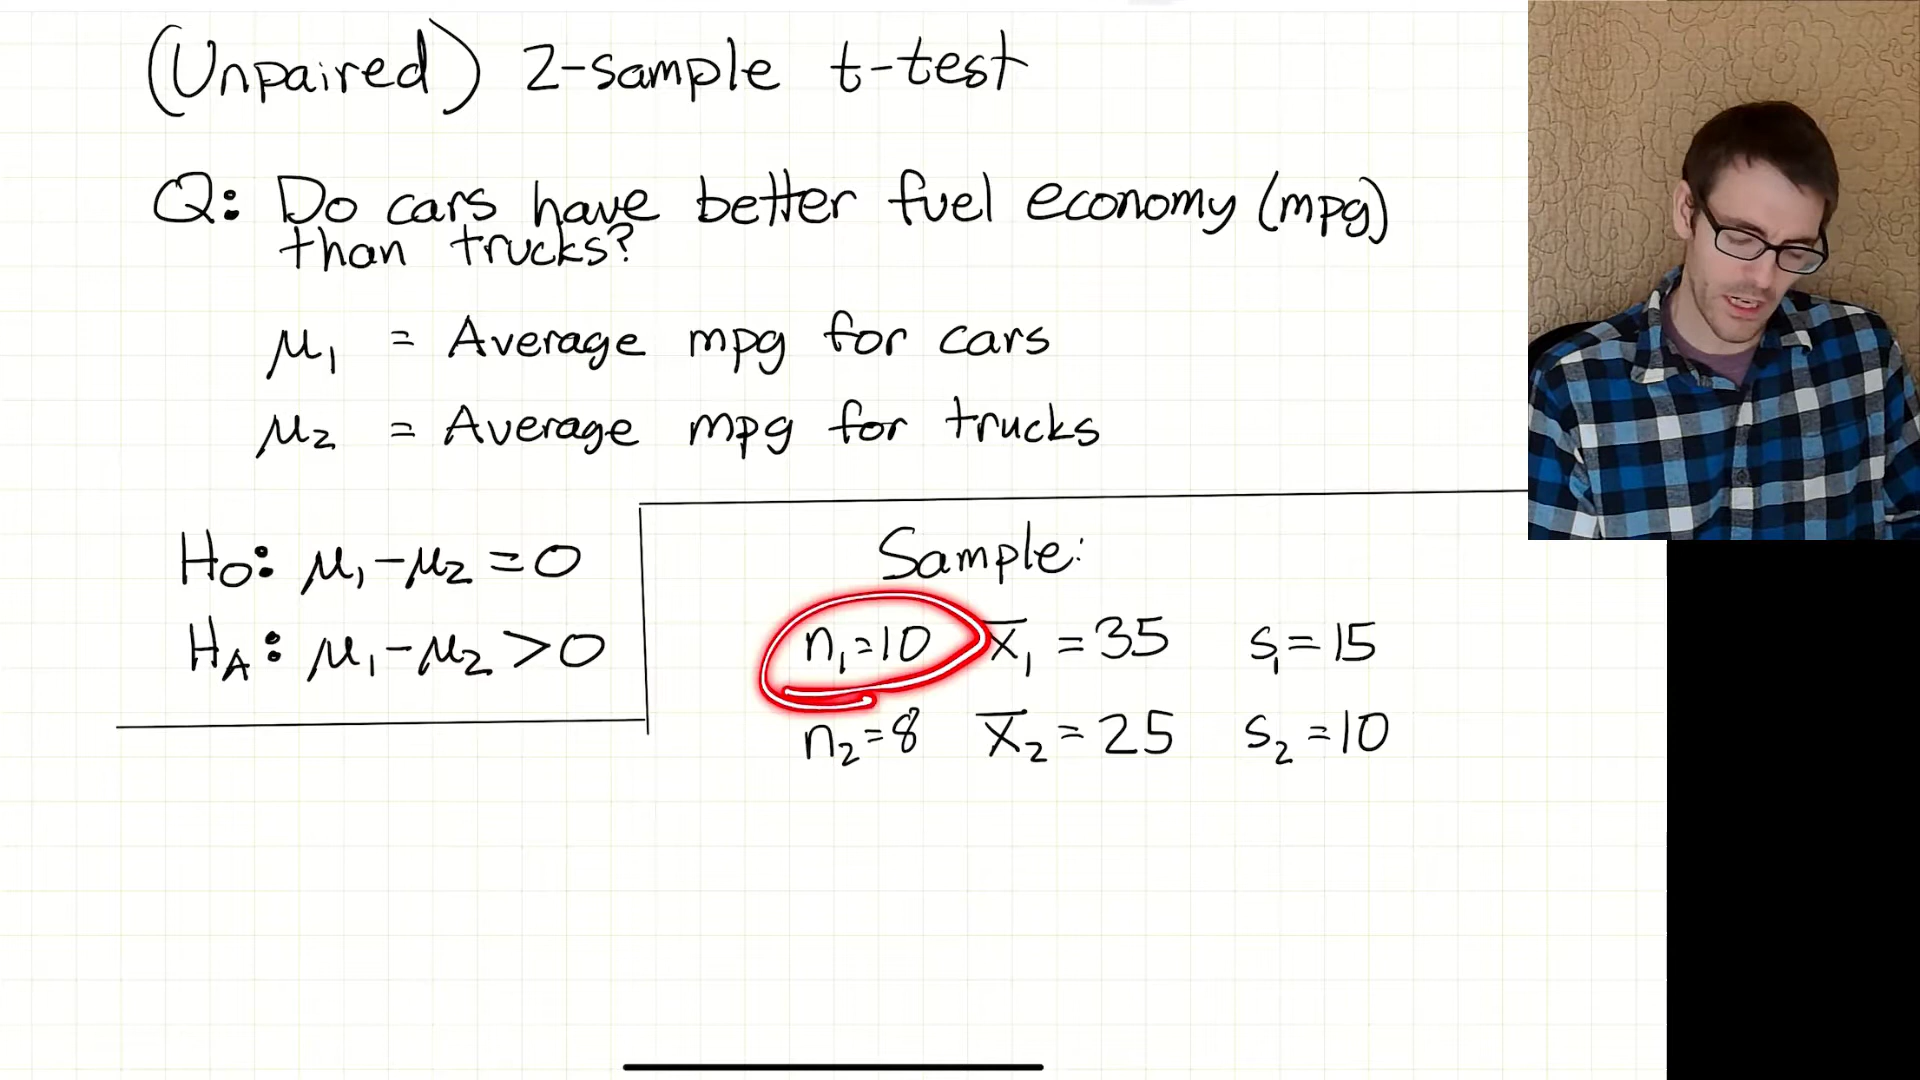 (Unpaired) 2-sample t-test
Q: Do cars have better fuel economy (mpg)
than trucks?
μ₁ = Average mpg for cars
μ₂ = Average mpg for trucks
H₀: μ₁-μ₂ = 0
H_A: μ₁-μ₂ > 0
Sample:
n₁=10 x̄₁ = 35 s₁ = 15
n₂=8 x̄₂ = 25 s₂ = 10